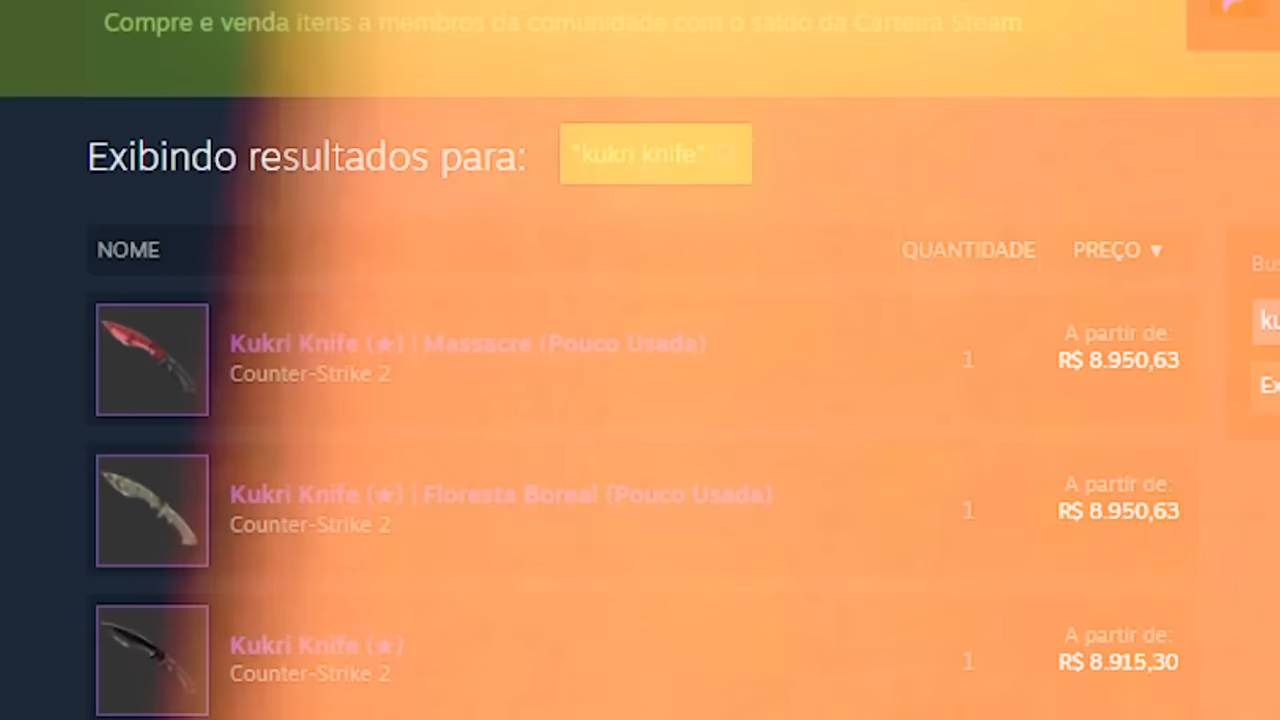 Compre e venda itens a membros da comunidade com o saldo da Carteira Steam
Exibindo resultados para: "kukri knife"
NOME QUANTIDADE PREÇO ▼
Kukri Knife (★) | Massacre (Pouco Usada)
Counter-Strike 2
1
A partir de:
R$ 8.950,63
Kukri Knife (★) | Floresta Boreal (Pouco Usada)
Counter-Strike 2
1
A partir de:
R$ 8.950,63
Kukri Knife (★)
Counter-Strike 2
1
A partir de:
R$ 8.915,30